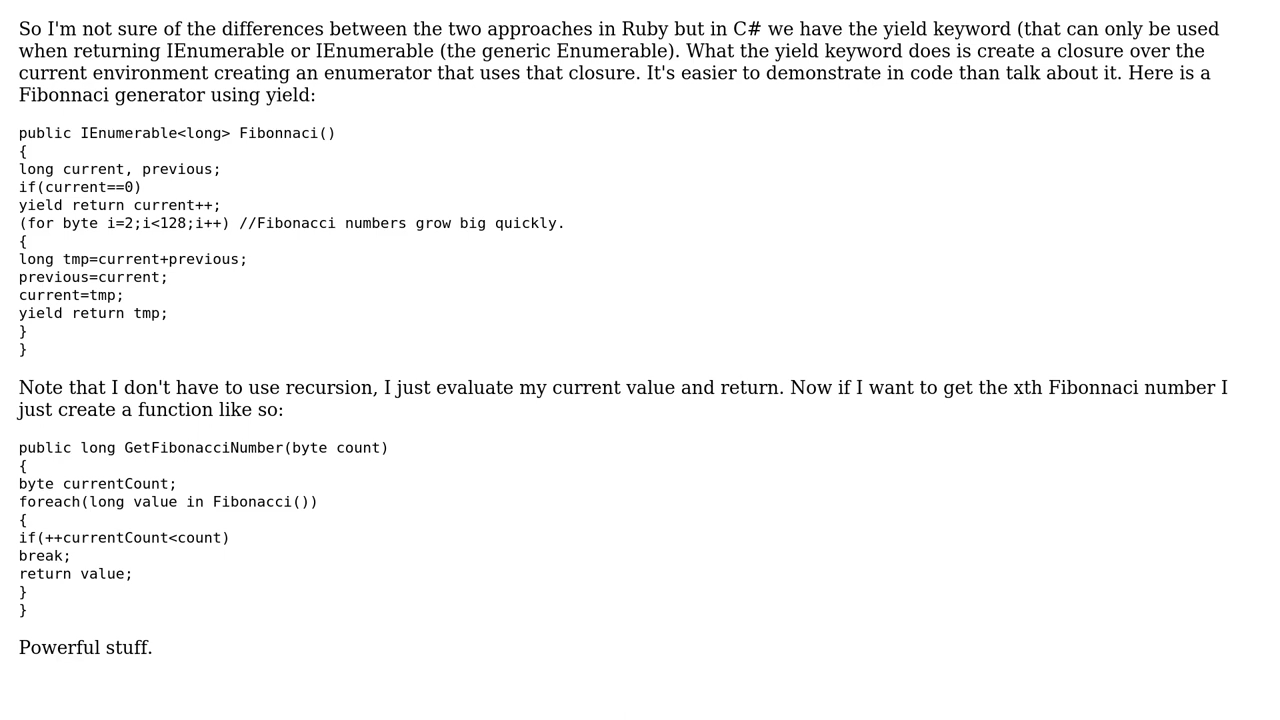 So I'm not sure of the differences between the two approaches in Ruby but in C# we have the yield keyword (that can only be used
when returning IEnumerable or IEnumerable (the generic Enumerable). What the yield keyword does is create a closure over the
current environment creating an enumerator that uses that closure. It's easier to demonstrate in code than talk about it. Here is a
Fibonnaci generator using yield:
public IEnumerable<long> Fibonnaci()
{
long current, previous;
if(current==0)
yield return current++;
(for byte i=2;i<128;i++) //Fibonacci numbers grow big quickly.
{
long tmp=current+previous;
previous=current;
current=tmp;
yield return tmp;
}
}
Note that I don't have to use recursion, I just evaluate my current value and return. Now if I want to get the xth Fibonnaci number I
just create a function like so:
public long GetFibonacciNumber(byte count)
{
byte currentCount;
foreach(long value in Fibonacci())
{
if(++currentCount<count)
break;
return value;
}
}
Powerful stuff.